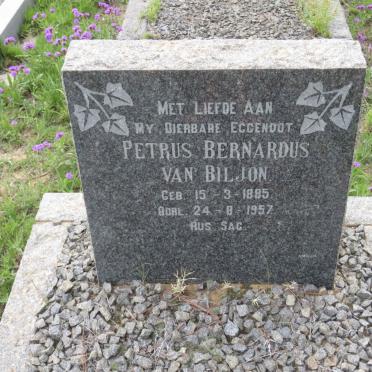 MET LIEFDE AAN
MY DIERBARE EGGENOOT
PETRUS BERNARDUS
VAN BILJON
GEB. 15-3-1885
OORL. 24-8-1957
RUS SAG